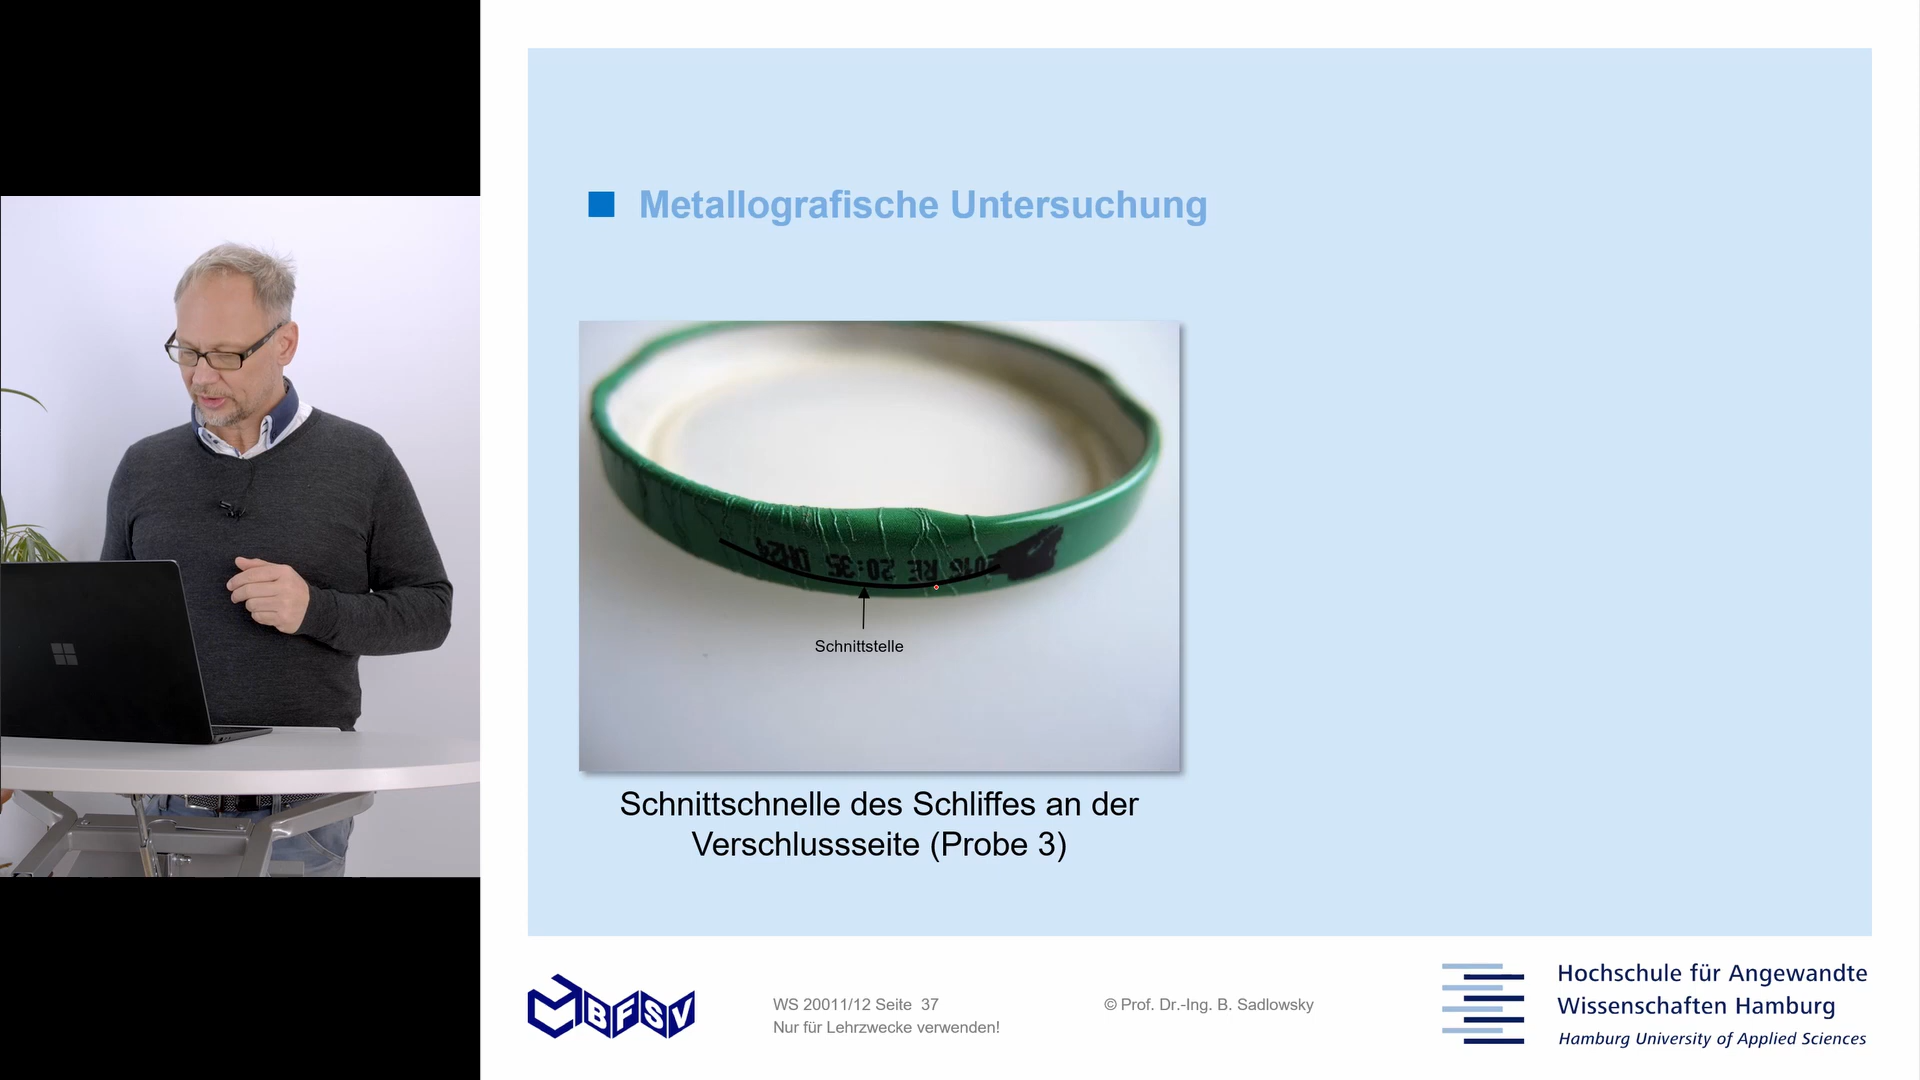 Metallografische Untersuchung
20:35
RE
Schnittstelle
Schnittschnelle des Schliffes an der
Verschlussseite (Probe 3)
BFSV
WS 20011/12 Seite 37
Nur für Lehrzwecke verwenden!
© Prof. Dr.-Ing. B. Sadlowsky
Hochschule für Angewandte
Wissenschaften Hamburg
Hamburg University of Applied Sciences